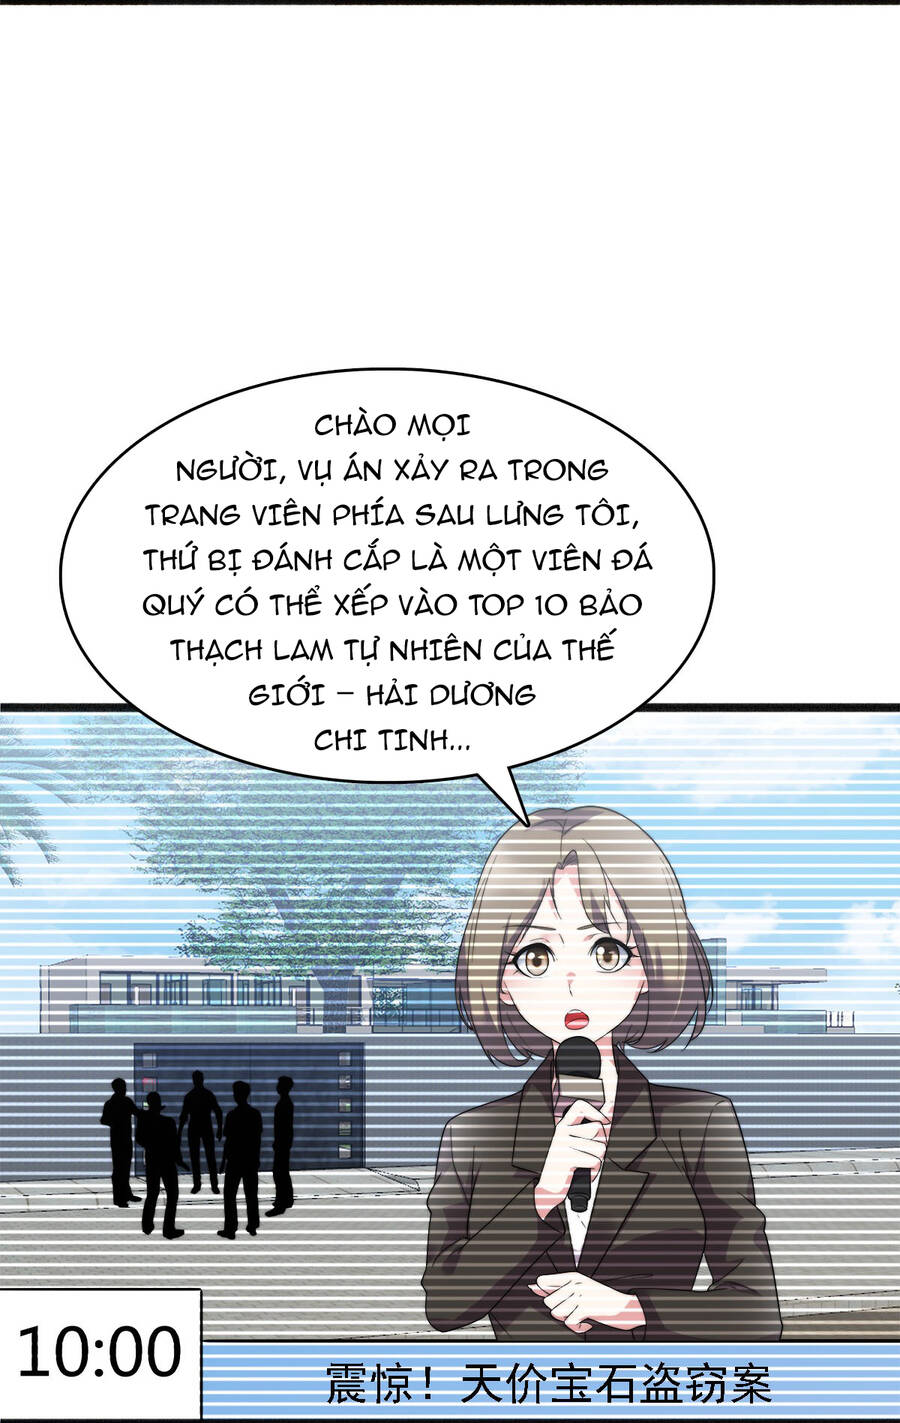 CHÀO MỌI
NGƯỜI, VỤ ÁN XẢY RA TRONG
TRANG VIÊN PHÍA SAU LƯNG TÔI,
THỨ BỊ ĐÁNH CẮP LÀ MỘT VIÊN ĐÁ
QUÝ CÓ THỂ XẾP VÀO TOP 10 BẢO
THẠCH LAM TỰ NHIÊN CỦA THẾ
GIỚI – HẢI DƯƠNG
CHI TINH...
10:00
震惊！天价宝石盗窃案